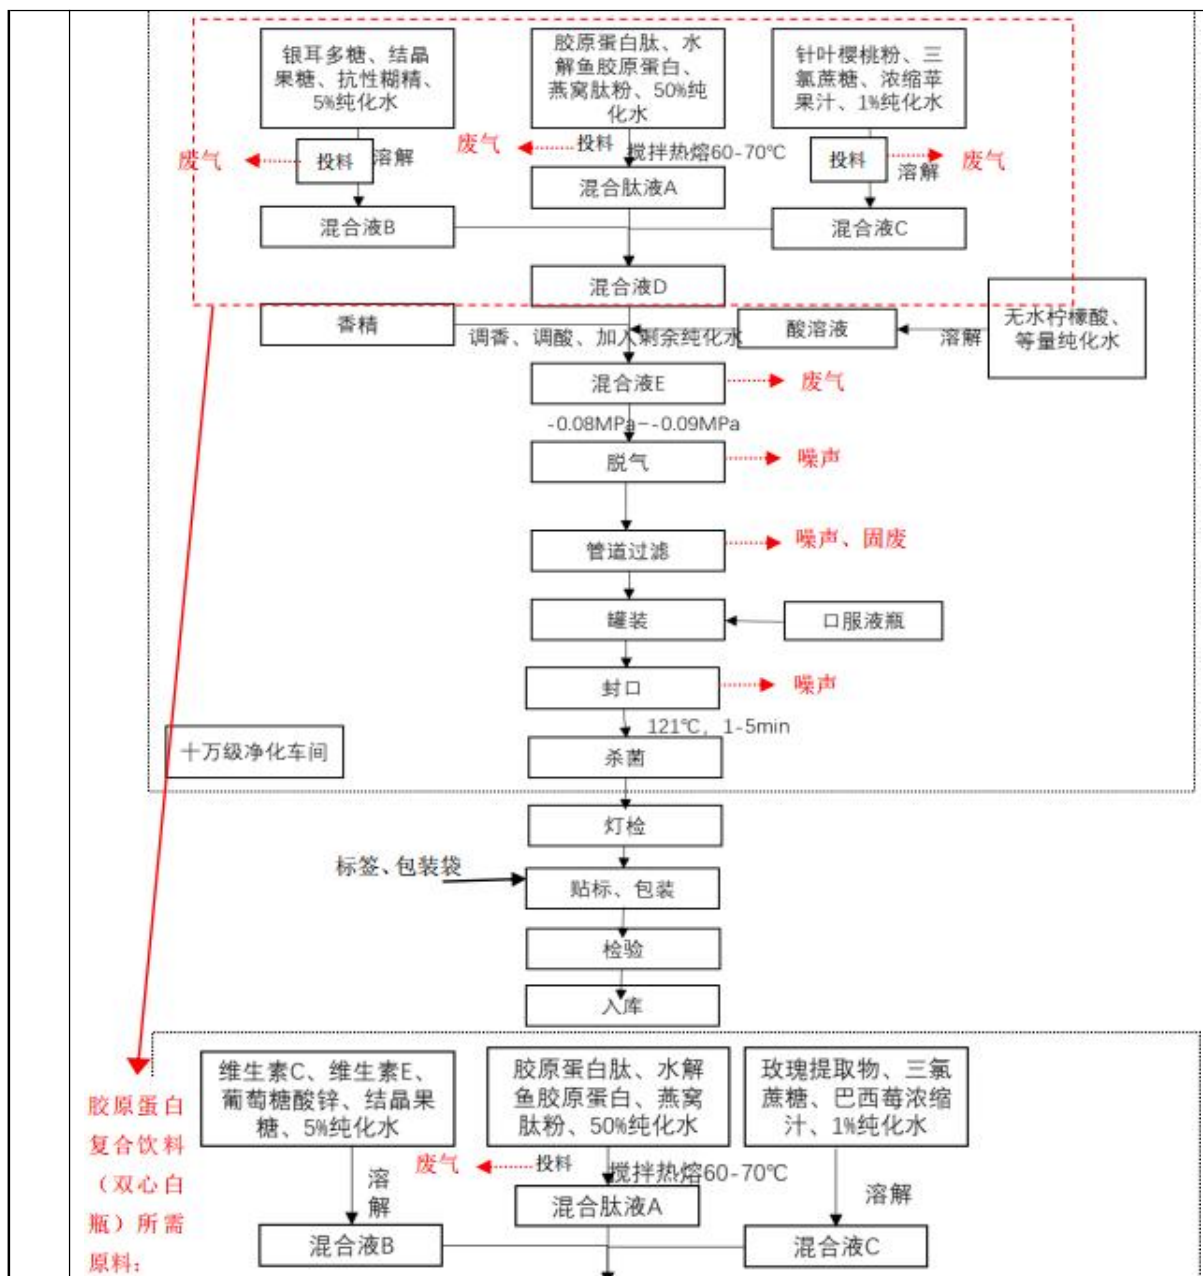 银耳多糖、结晶
果糖、抗性糊精、
5%纯化水
胶原蛋白肽、水
解鱼胶原蛋白、
燕窝肽粉、50%纯
化水
针叶樱桃粉、三
氯蔗糖、浓缩苹
果汁、1%纯化水
废气
投料
溶解
废气
投料
搅拌热熔60-70℃
投料
溶解
废气
混合肽液A
混合液B
混合液C
混合液D
香精
调香、调酸、加入剩余纯化水
酸溶液
溶解
无水柠檬酸、
等量纯化水
混合液E
废气
-0.08MPa--0.09MPa
脱气
噪声
管道过滤
噪声、固废
罐装
口服液瓶
封口
噪声
121℃，1-5min
十万级净化车间
杀菌
灯检
标签、包装袋
贴标、包装
检验
入库
维生素C、维生素E、
葡萄糖酸锌、结晶果
糖、5%纯化水
胶原蛋白肽、水解
鱼胶原蛋白、燕窝
肽粉、50%纯化水
玫瑰提取物、三氯
蔗糖、巴西莓浓缩
汁、1%纯化水
胶原蛋白
复合饮料
（双心白
瓶）所需
原料：
废气
投料
搅拌热熔60-70℃
溶
解
溶解
混合肽液A
混合液B
混合液C